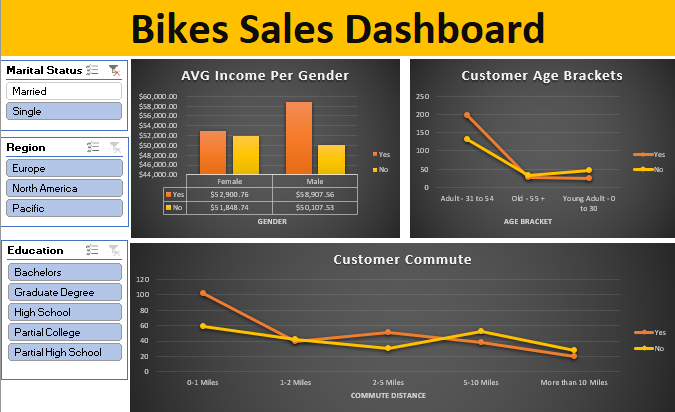 Bikes Sales Dashboard
Marital Status
Married
Single
Region
Europe
North America
Pacific
Education
Bachelors
Graduate Degree
High School
Partial College
Partial High School
AVG Income Per Gender
$60,000.00
$58,000.00
$56,000.00
$54,000.00
$52,000.00
$50,000.00
$48,000.00
$46,000.00
$44,000.00
Female Male
Yes $52,900.76 $58,907.56
No $51,848.74 $50,107.53
GENDER
Yes
No
Customer Age Brackets
250
200
150
100
50
0
Adult - 31 to 54 Old - 55 + Young Adult - 0
to 30
AGE BRACKET
Yes
No
Customer Commute
120
100
80
60
40
20
0
0-1 Miles 1-2 Miles 2-5 Miles 5-10 Miles More than 10 Miles
COMMUTE DISTANCE
Yes
No